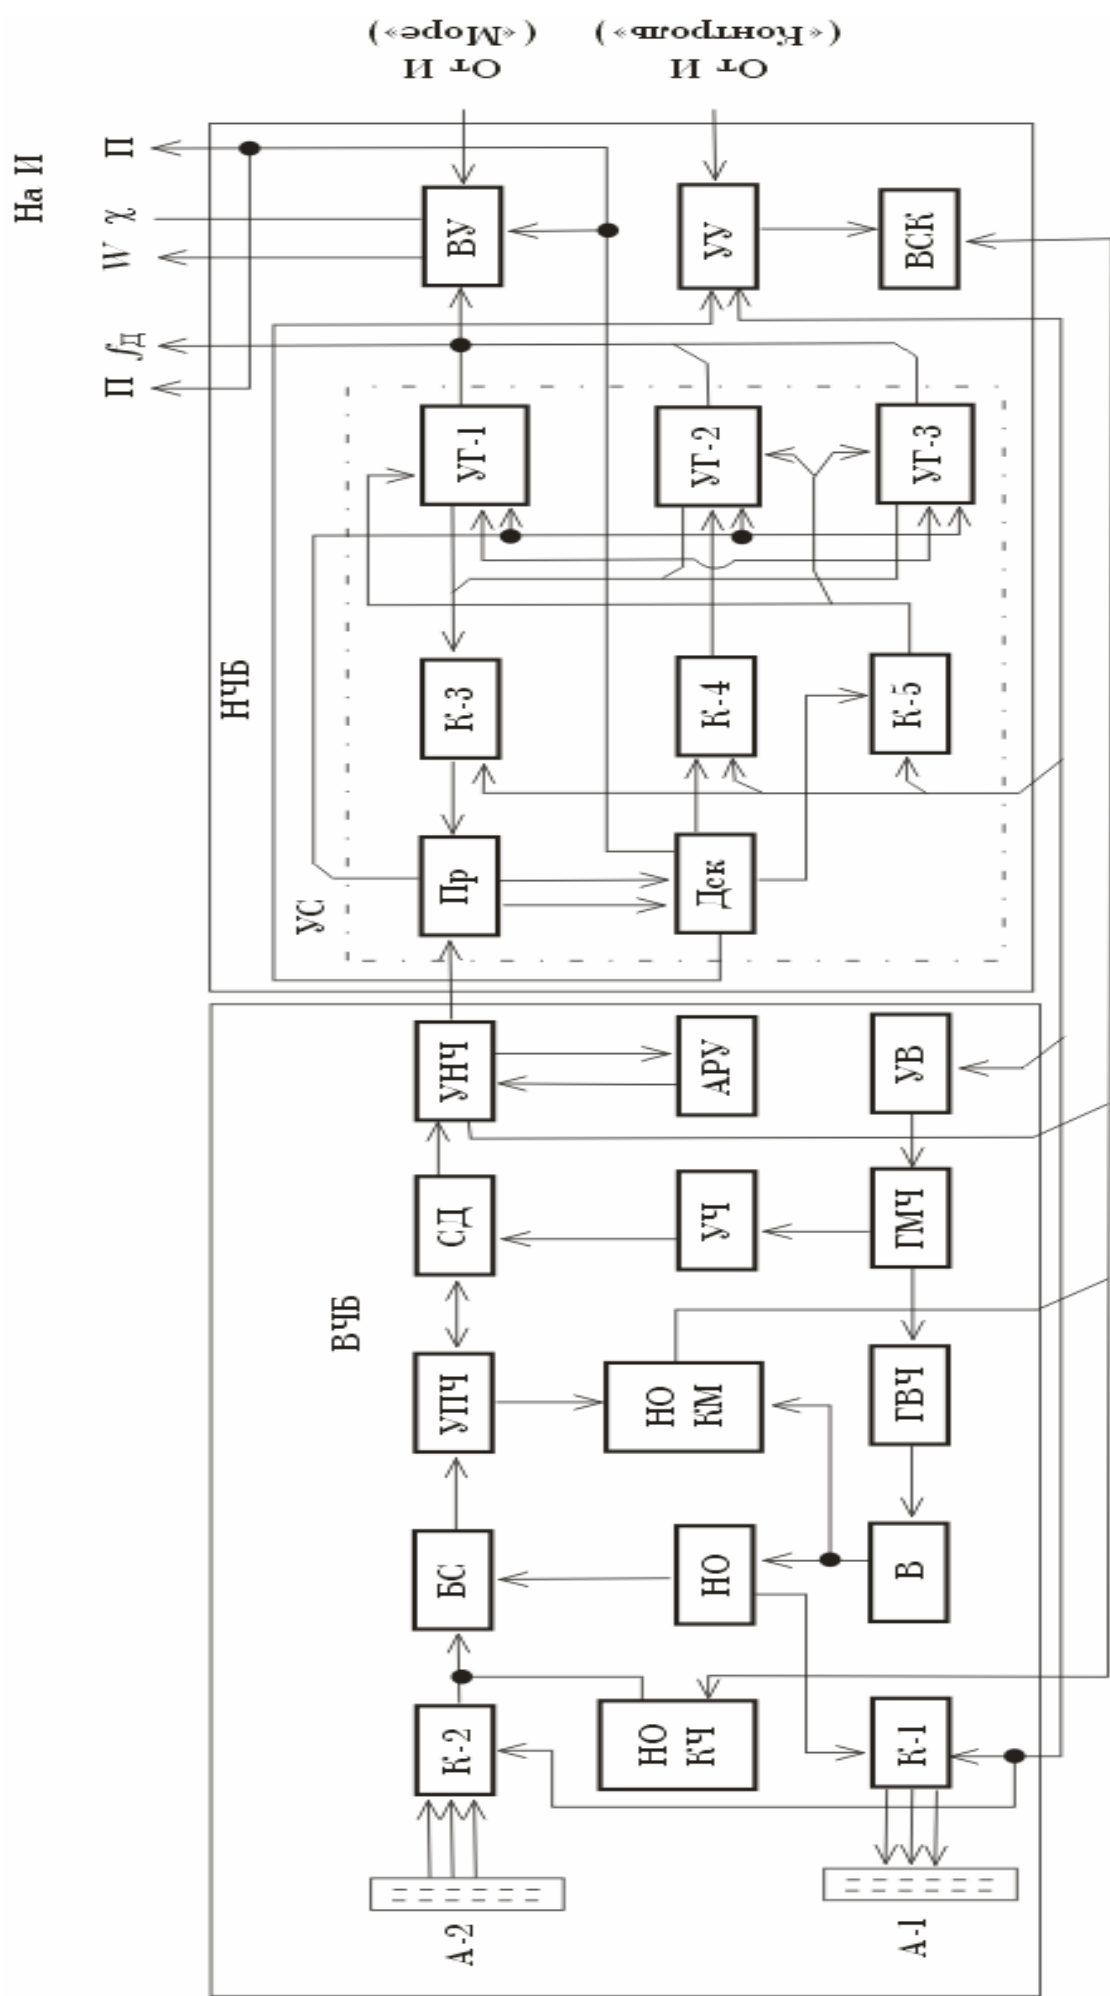 На И
П
fД
W
χ
П
От И
(«Море»)
От И
(«Контроль»)
ВЧБ
НЧБ
УС
А-2
К-2
БС
УПЧ
СД
УНЧ
Пр
К-3
УГ-1
ВУ
НО
КЧ
НО
НО
КМ
УЧ
АРУ
Дск
К-4
УГ-2
УУ
А-1
К-1
В
ГВЧ
ГМЧ
УВ
К-5
УГ-3
ВСК